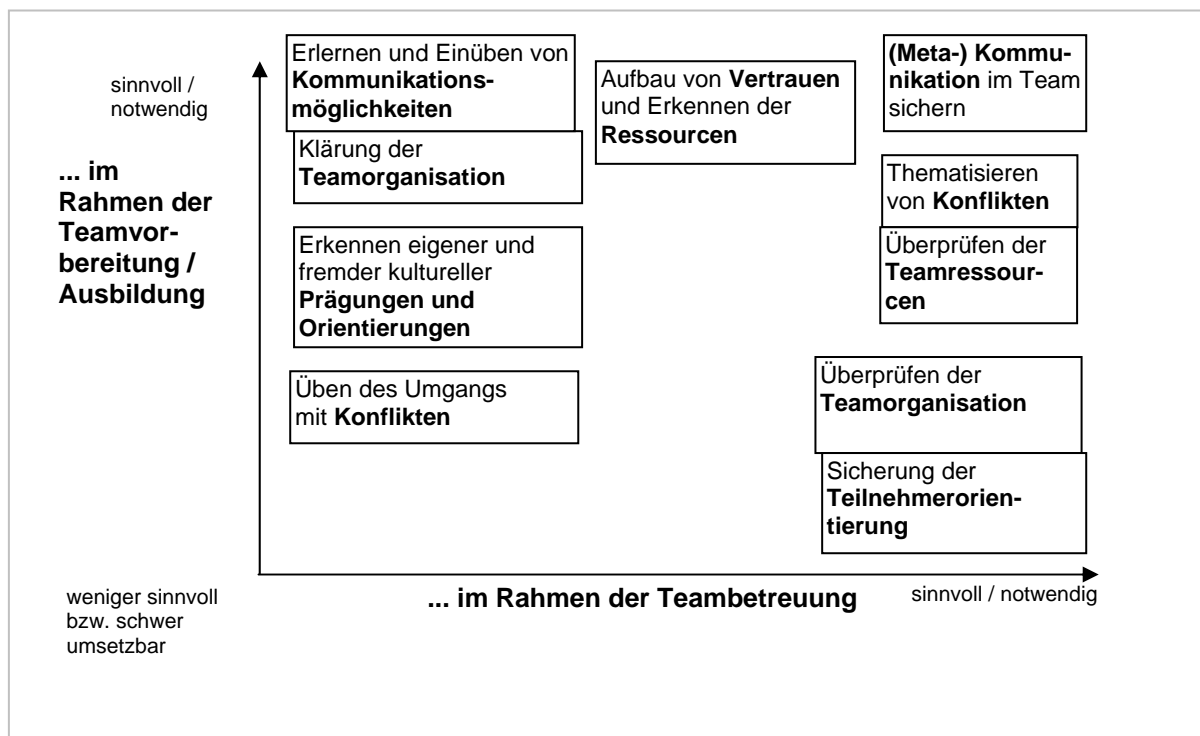 sinnvoll /
notwendig
... im
Rahmen der
Teamvor-
bereitung /
Ausbildung
Erlernen und Einüben von
Kommunikations-
möglichkeiten
Klärung der
Teamorganisation
Erkennen eigener und
fremder kultureller
Prägungen und
Orientierungen
Üben des Umgangs
mit Konflikten
Aufbau von Vertrauen
und Erkennen der
Ressourcen
(Meta-) Kommu-
nikation im Team
sichern
Thematisieren
von Konflikten
Überprüfen der
Teamressour-
cen
Überprüfen der
Teamorganisation
Sicherung der
Teilnehmerorien-
tierung
weniger sinnvoll
bzw. schwer
umsetzbar
... im Rahmen der Teambetreuung
sinnvoll / notwendig